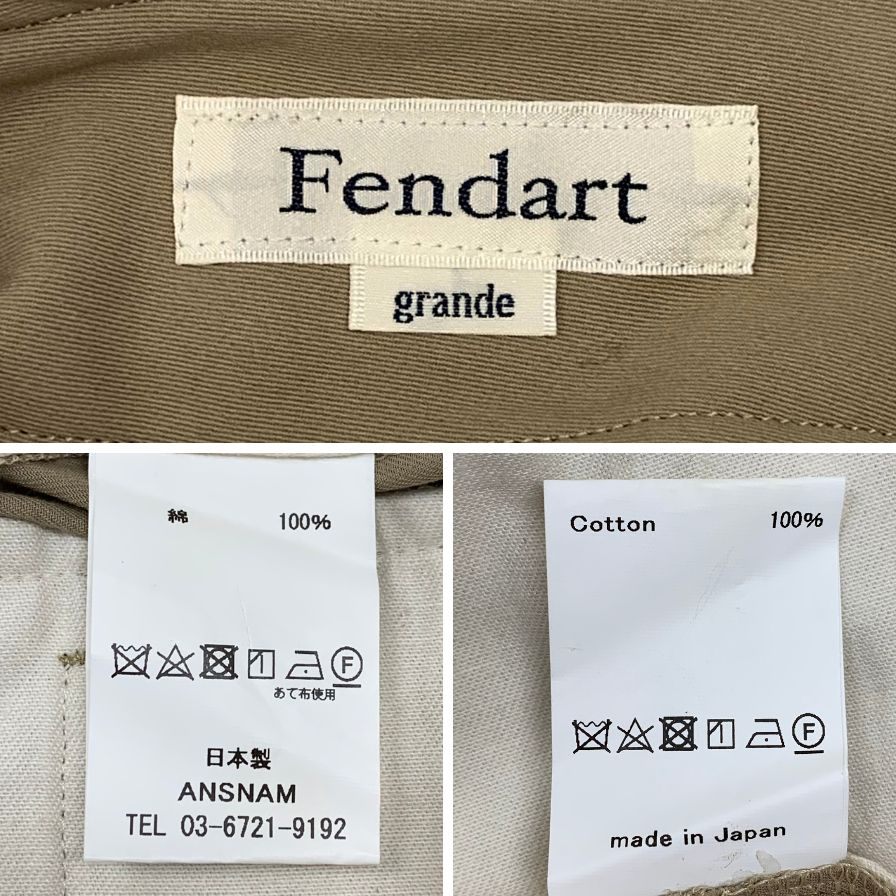 Fendart
grande
綿 100%
F
あて布使用
日本製
ANSNAM
TEL 03-6721-9192
Cotton 100%
F
made in Japan